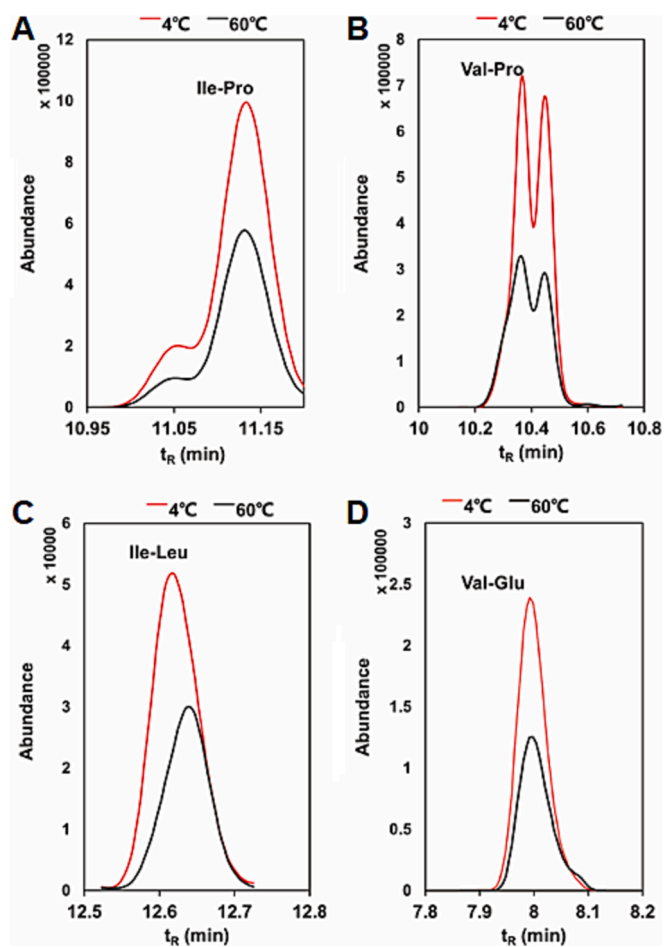 A
4°C 60°C
x 100000
12
10
8
6
4
2
0
Abundance
Ile-Pro
10.95 11.05 11.15
tR (min)
B
4°C 60°C
x 100000
8
7
6
5
4
3
2
1
0
Abundance
Val-Pro
10 10.2 10.4 10.6 10.8
tR (min)
C
4°C 60°C
x 10000
6
5
4
3
2
1
0
Abundance
Ile-Leu
12.5 12.6 12.7 12.8
tR (min)
D
4°C 60°C
x 100000
3
2.5
2
1.5
1
0.5
0
Abundance
Val-Glu
7.8 7.9 8 8.1 8.2
tR (min)